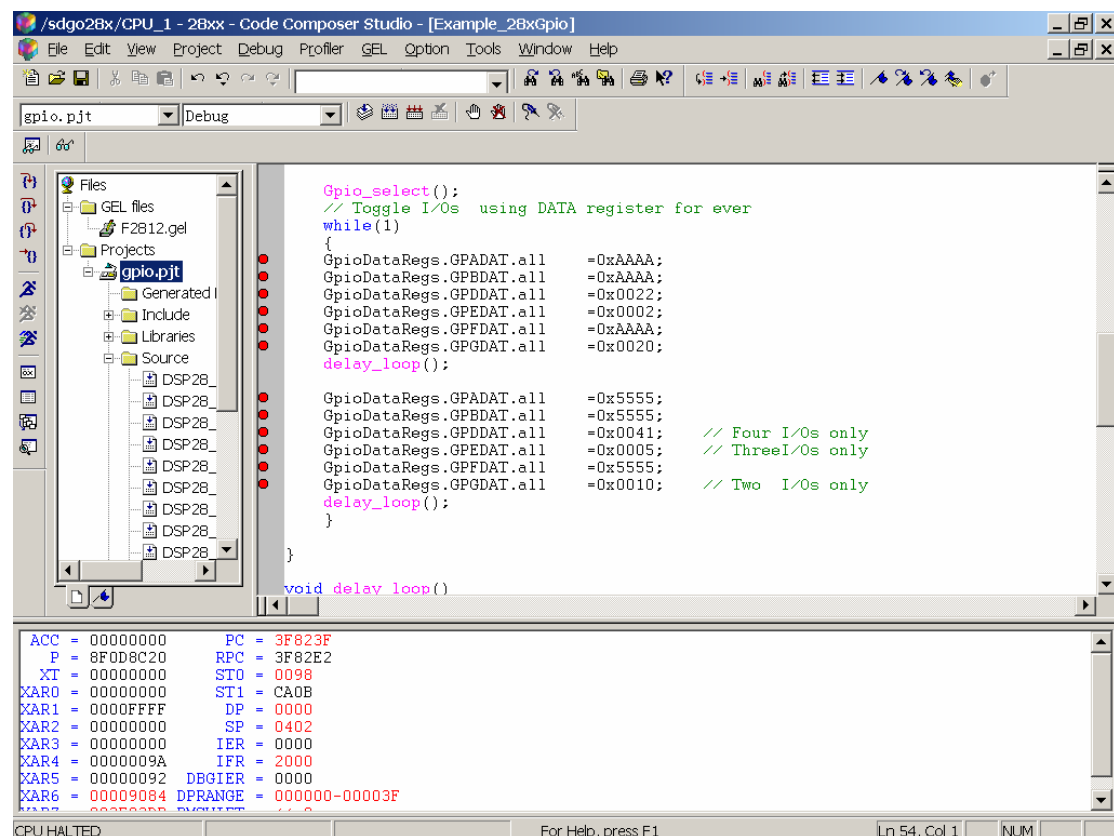 /sdgo28x/CPU_1 - 28xx - Code Composer Studio - [Example_28xGpio]
File Edit View Project Debug Profiler GEL Option Tools Window Help
gpio.pjt Debug
Files
GEL files
F2812.gel
Projects
gpio.pjt
Generated
Include
Libraries
Source
DSP28_
DSP28_
DSP28_
DSP28_
DSP28_
DSP28_
DSP28_
DSP28_
DSP28_
Gpio_select();
// Toggle I/Os using DATA register for ever
while(1)
{
GpioDataRegs.GPADAT.all =0xAAAA;
GpioDataRegs.GPBDAT.all =0xAAAA;
GpioDataRegs.GPDDAT.all =0x0022;
GpioDataRegs.GPEDAT.all =0x0002;
GpioDataRegs.GPFDAT.all =0xAAAA;
GpioDataRegs.GPGDAT.all =0x0020;
delay_loop();
GpioDataRegs.GPADAT.all =0x5555;
GpioDataRegs.GPBDAT.all =0x5555;
GpioDataRegs.GPDDAT.all =0x0041; // Four I/Os only
GpioDataRegs.GPEDAT.all =0x0005; // ThreeI/Os only
GpioDataRegs.GPFDAT.all =0x5555;
GpioDataRegs.GPGDAT.all =0x0010; // Two I/Os only
delay_loop();
}
}
void delay_loop()
ACC = 00000000 PC = 3F823F
P = 8F0D8C20 RPC = 3F82E2
XT = 00000000 ST0 = 0098
XAR0 = 00000000 ST1 = CA0B
XAR1 = 0000FFFF DP = 0000
XAR2 = 00000000 SP = 0402
XAR3 = 00000000 IER = 0000
XAR4 = 0000009A IFR = 2000
XAR5 = 00000092 DBGIER = 0000
XAR6 = 00009084 DPRANGE = 000000-00003F
CPU HALTED For Help, press F1 Ln 54, Col 1 NUM